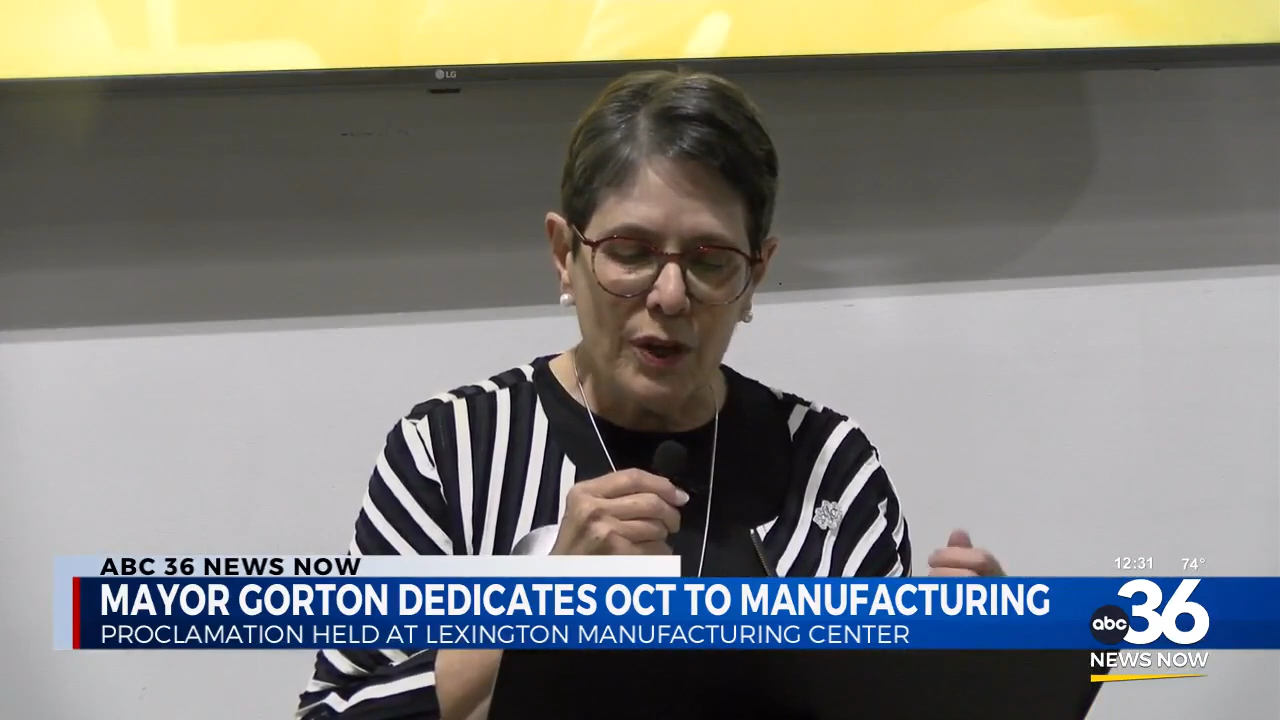 LG
ABC 36 NEWS NOW
MAYOR GORTON DEDICATES OCT TO MANUFACTURING
PROCLAMATION HELD AT LEXINGTON MANUFACTURING CENTER
12:31 74°
abc 36
NEWS NOW